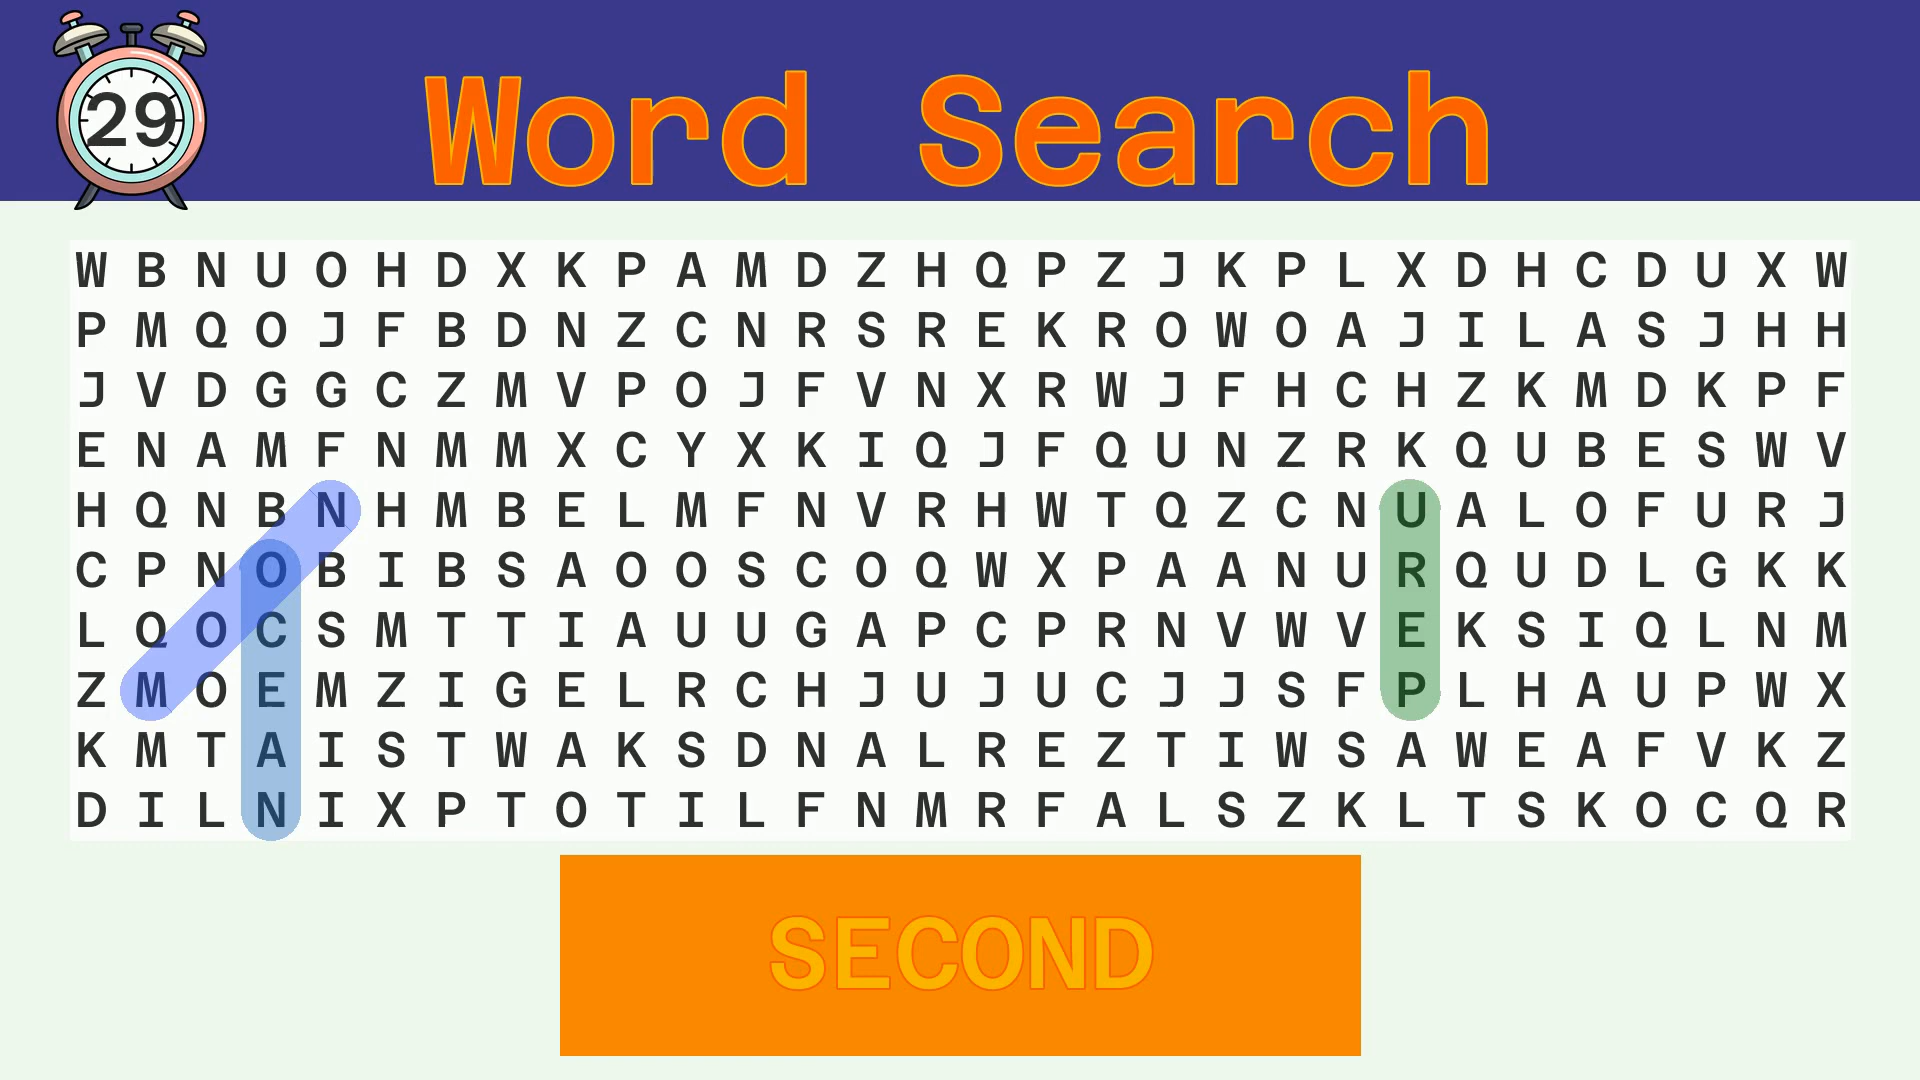 29
Word Search
W B N U O H D X K P A M D Z H Q P Z J K P L X D H C D U X W
P M Q O J F B D N Z C N R S R E K R O W O A J I L A S J H H
J V D G G C Z M V P O J F V N X R W J F H C H Z K M D K P F
E N A M F N M M X C Y X K I Q J F Q U N Z R K Q U B E S W V
H Q N B N H M B E L M F N V R H W T Q Z C N U A L O F U R J
C P N O B I B S A O O S C O Q W X P A A N U R Q U D L G K K
L Q O C S M T T I A U U G A P C P R N V W V E K S I Q L N M
Z M O E M Z I G E L R C H J U J U C J J S F P L H A U P W X
K M T A I S T W A K S D N A L R E Z T I W S A W E A F V K Z
D I L N I X P T O T I L F N M R F A L S Z K L T S K O C Q R
SECOND